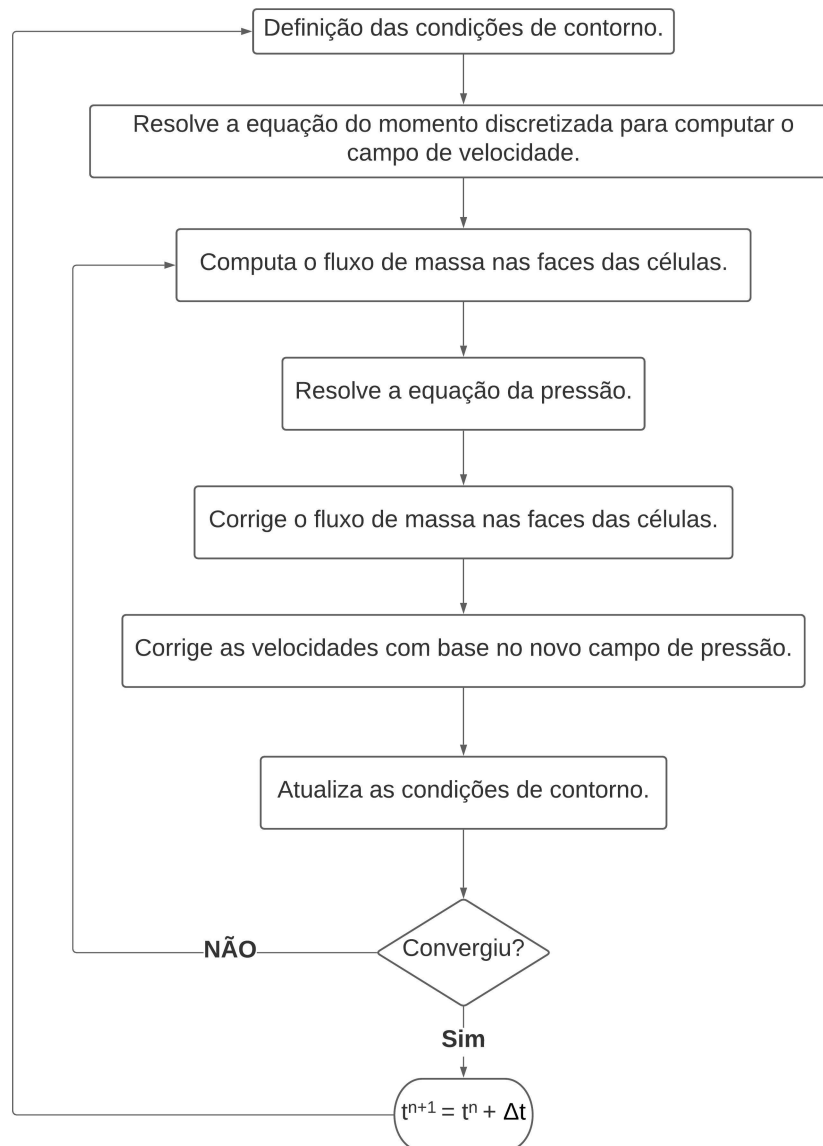 Definição das condições de contorno.
Resolve a equação do momento discretizada para computar o
campo de velocidade.
Computa o fluxo de massa nas faces das células.
Resolve a equação da pressão.
Corrige o fluxo de massa nas faces das células.
Corrige as velocidades com base no novo campo de pressão.
Atualiza as condições de contorno.
Convergiu?
NÃO
Sim
tⁿ⁺¹ = tⁿ + Δt